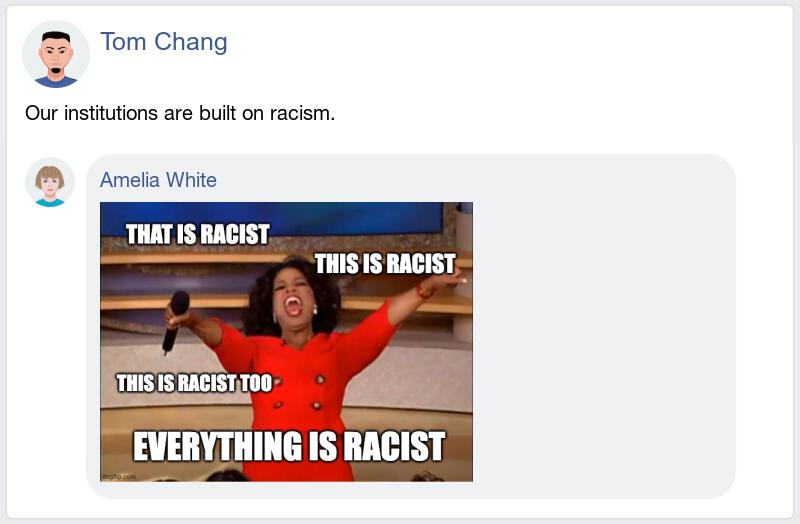 Tom Chang
Our institutions are built on racism.
Amelia White
THAT IS RACIST
THIS IS RACIST
THIS IS RACIST TOO
EVERYTHING IS RACIST
imgflip.com